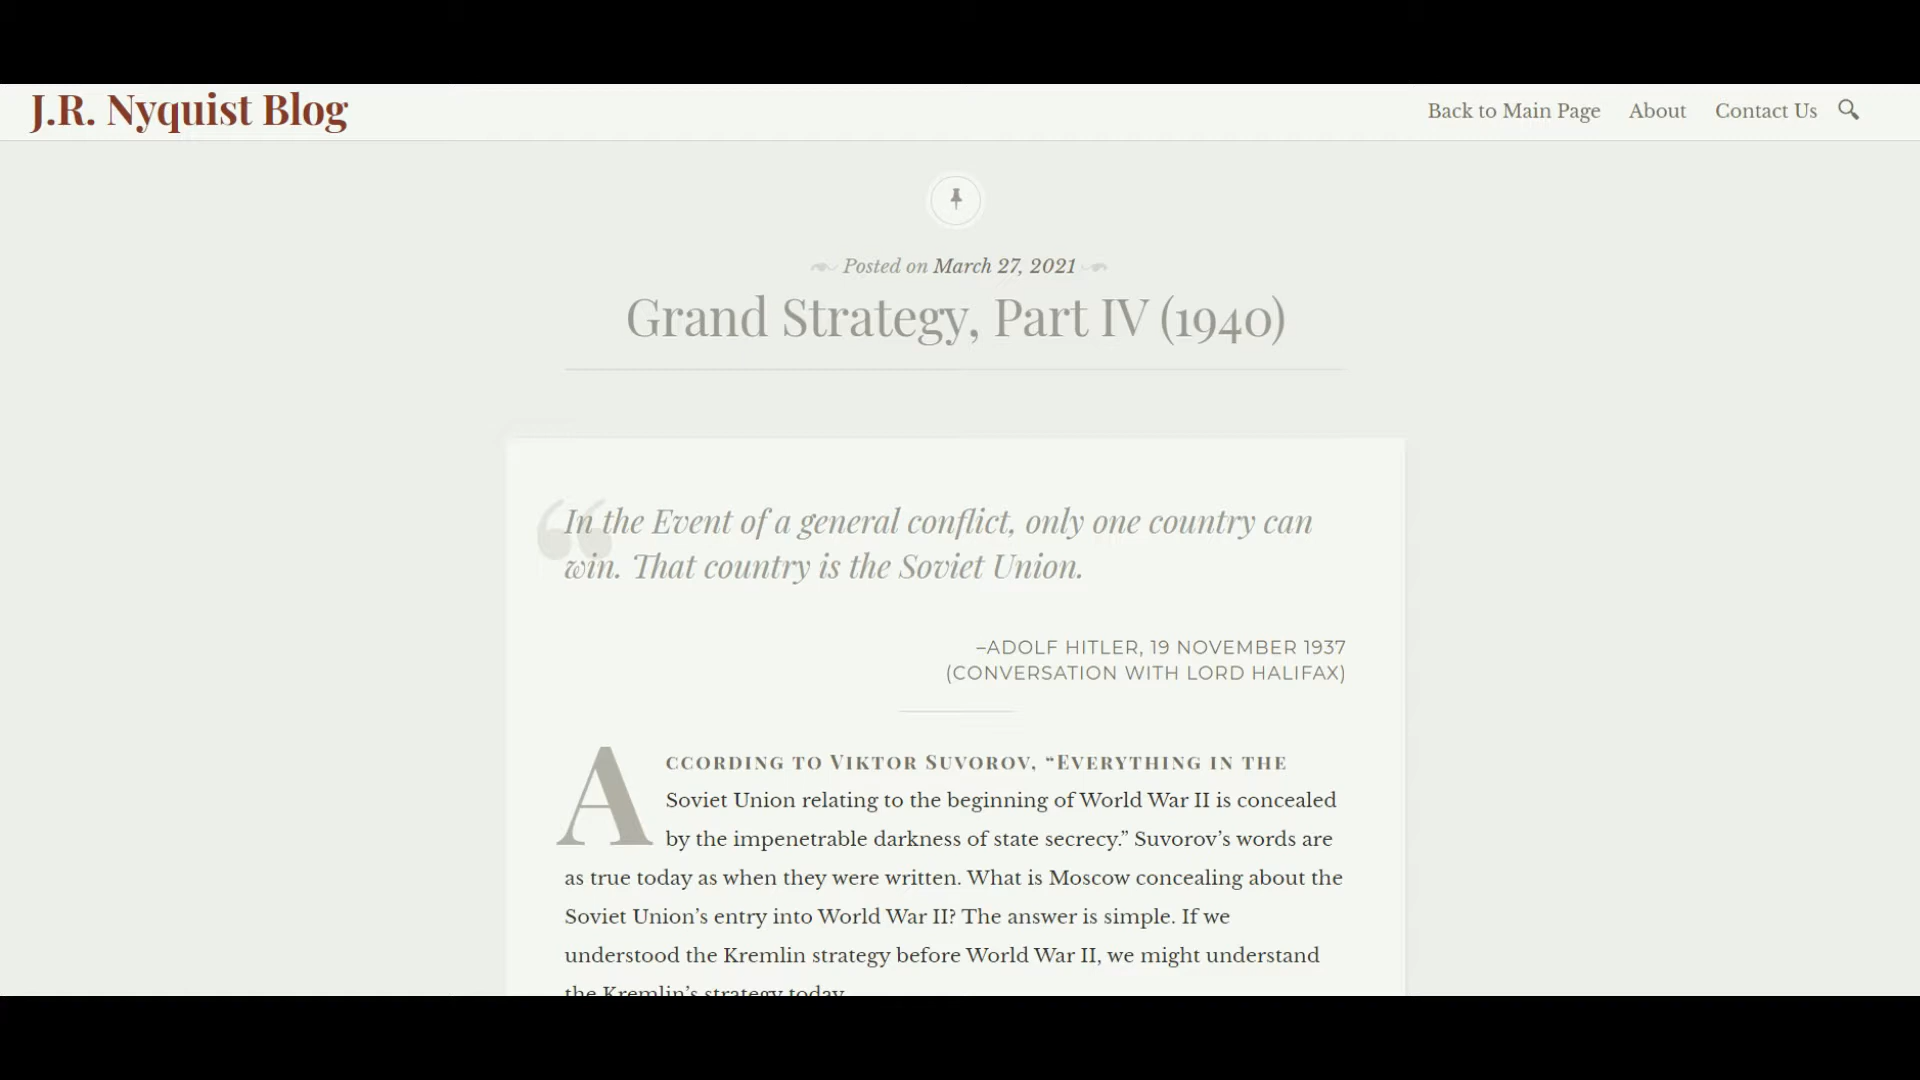 J.R. Nyquist Blog
Back to Main Page About Contact Us
Posted on March 27, 2021
Grand Strategy, Part IV (1940)
“
In the Event of a general conflict, only one country can
win. That country is the Soviet Union.
–ADOLF HITLER, 19 NOVEMBER 1937
(CONVERSATION WITH LORD HALIFAX)
ACCORDING TO VIKTOR SUVOROV, “EVERYTHING IN THE
Soviet Union relating to the beginning of World War II is concealed
by the impenetrable darkness of state secrecy.” Suvorov’s words are
as true today as when they were written. What is Moscow concealing about the
Soviet Union’s entry into World War II? The answer is simple. If we
understood the Kremlin strategy before World War II, we might understand
the Kremlin’s strategy today.